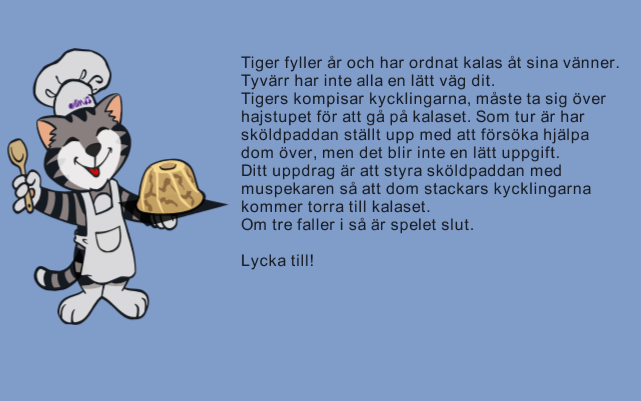 Tiger fyller år och har ordnat kalas åt sina vänner.
Tyvärr har inte alla en lätt väg dit.
Tigers kompisar kycklingarna, måste ta sig över
hajstupet för att gå på kalaset. Som tur är har
sköldpaddan ställt upp med att försöka hjälpa
dom över, men det blir inte en lätt uppgift.
Ditt uppdrag är att styra sköldpaddan med
muspekaren så att dom stackars kycklingarna
kommer torra till kalaset.
Om tre faller i så är spelet slut.
Lycka till!